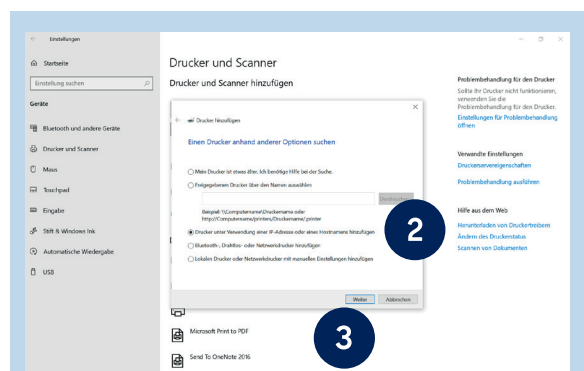 Einstellungen
Startseite
Einstellung suchen
Geräte
Bluetooth und andere Geräte
Drucker und Scanner
Maus
Touchpad
Eingabe
Stift & Windows Ink
Automatische Wiedergabe
USB
Drucker und Scanner
Drucker und Scanner hinzufügen
Drucker hinzufügen
Einen Drucker anhand anderer Optionen suchen
Mein Drucker ist etwas älter. Ich benötige Hilfe bei der Suche.
Freigegebenen Drucker über den Namen auswählen
Beispiel: \\Computername\Druckername oder
http://Computername/printers/Druckername/.printer
Drucker unter Verwendung einer IP-Adresse oder eines Hostnamens hinzufügen
Bluetooth-, Drahtlos- oder Netzwerkdrucker hinzufügen
Lokalen Drucker oder Netzwerkdrucker mit manuellen Einstellungen hinzufügen
2
Weiter
Abbrechen
3
Microsoft Print to PDF
Send To OneNote 2016
Problembehandlung für den Drucker
Sollte Ihr Drucker nicht funktionieren,
verwenden Sie die
Problembehandlung für den Drucker.
Einstellungen für Problembehandlung
öffnen
Verwandte Einstellungen
Druckerservereigenschaften
Problembehandlung ausführen
Hilfe aus dem Web
Herunterladen von Druckertreibern
Ändern des Druckerstatus
Scannen von Dokumenten